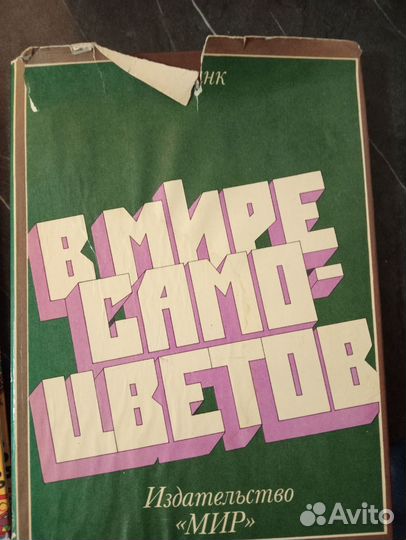 НК
В МИРЕ
САМО-
ЦВЕТОВ
Издательство
«МИР»
Avito